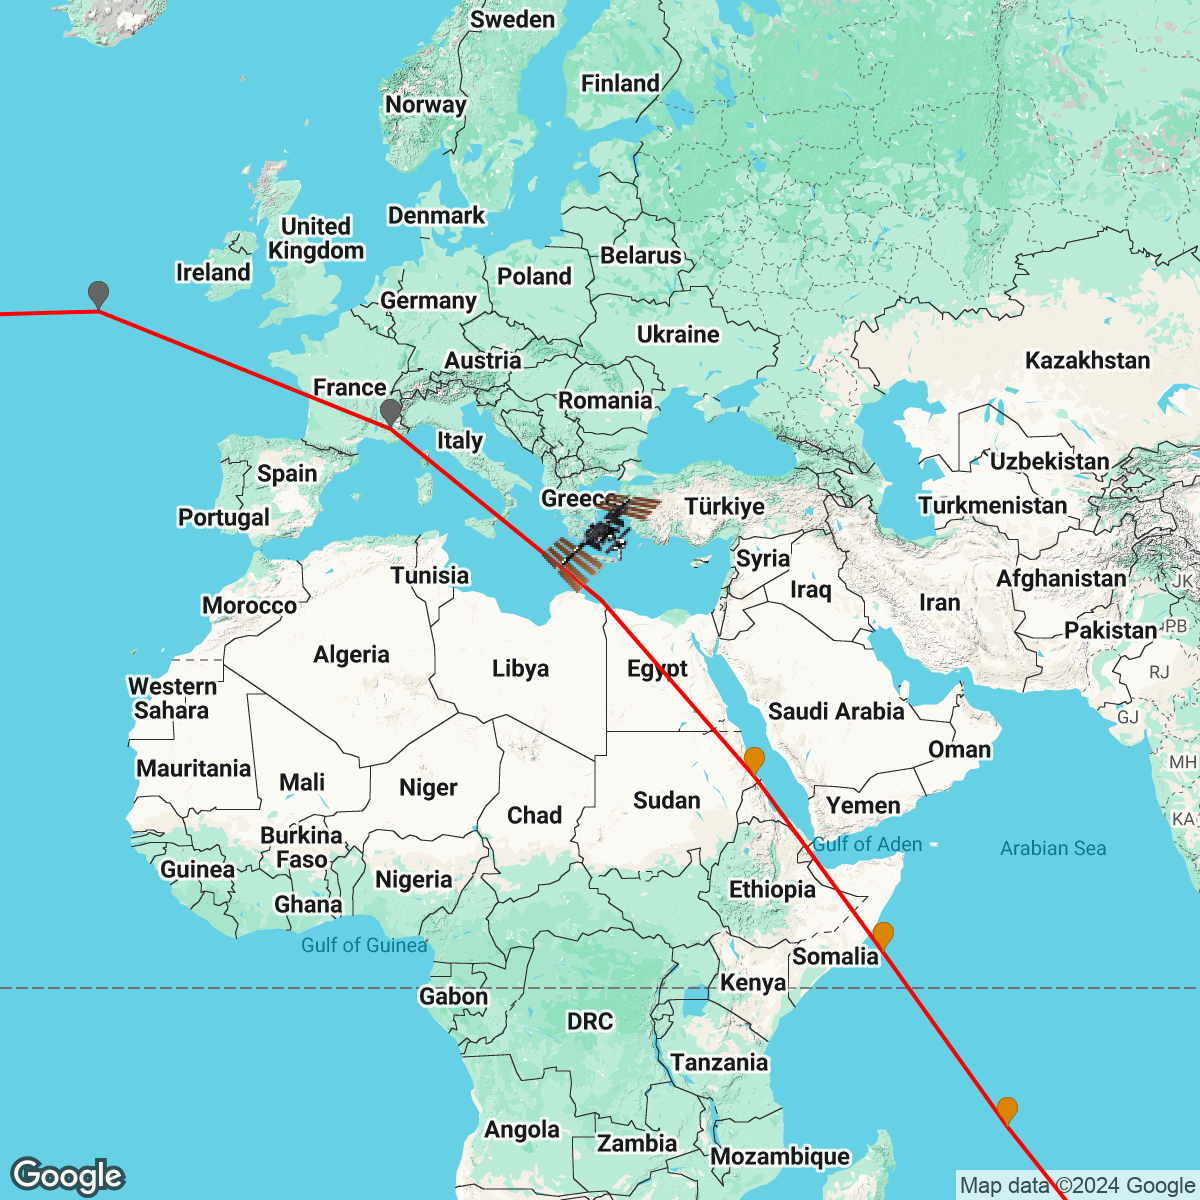 Sweden
Finland
Norway
Denmark
United
Kingdom
Ireland
Belarus
Poland
Germany
Ukraine
Austria
Kazakhstan
France
Romania
Italy
Uzbekistan
Spain
Greece
Türkiye
Turkmenistan
Portugal
Syria
Tunisia
Afghanistan
JK
Iraq
Iran
Morocco
PB
Pakistan
Algeria
Libya
Egypt
RJ
Western
Sahara
Saudi Arabia
GJ
Oman
MH
Mauritania
Mali
Niger
Sudan
Yemen
Chad
KA
Burkina
Faso
Gulf of Aden
Arabian Sea
Guinea
Nigeria
Ethiopia
Ghana
Gulf of Guinea
Somalia
Kenya
Gabon
DRC
Tanzania
Angola
Zambia
Mozambique
Google
Map data ©2024 Google